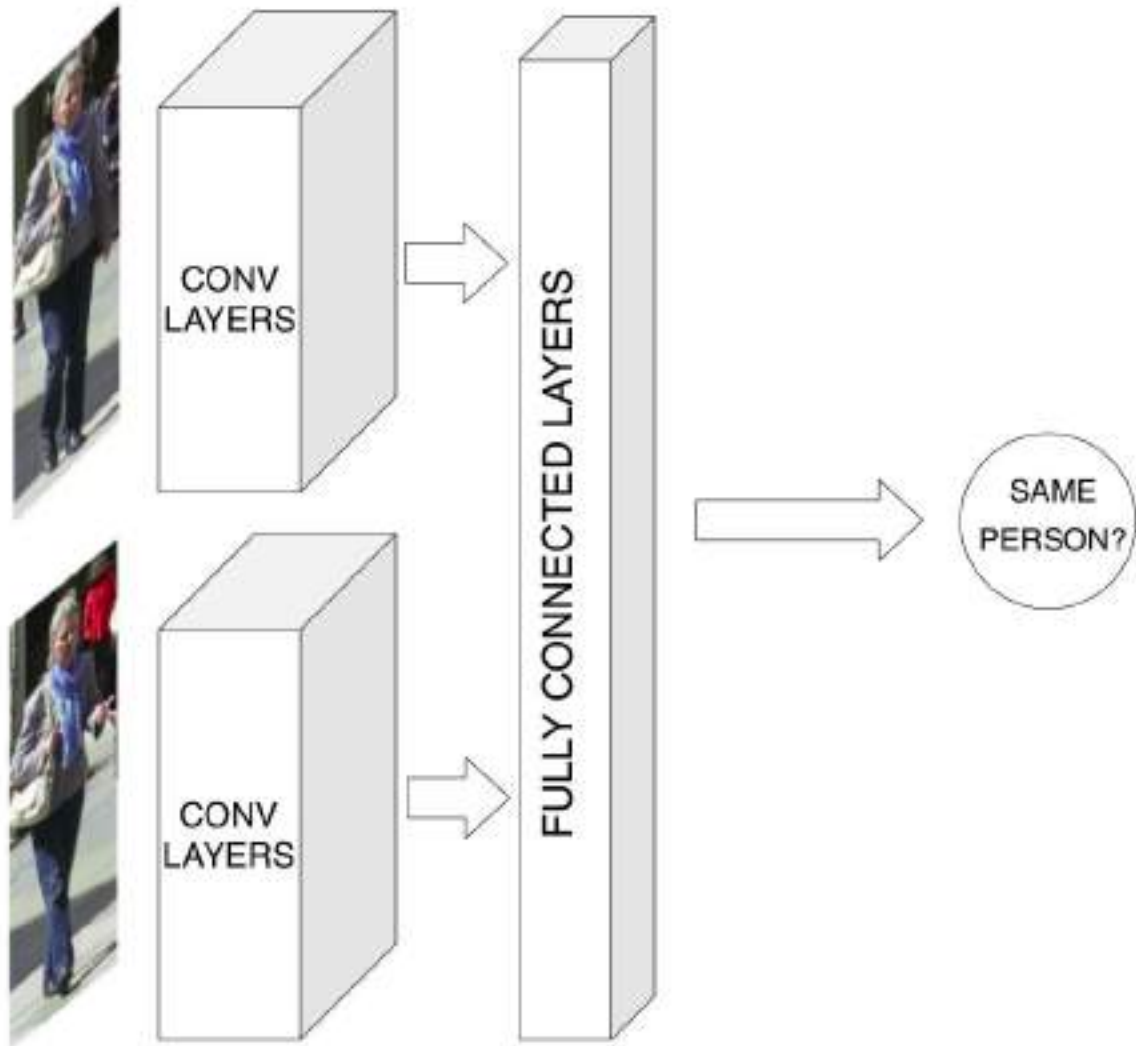 CONV
LAYERS
FULLY CONNECTED LAYERS
SAME
PERSON?
CONV
LAYERS